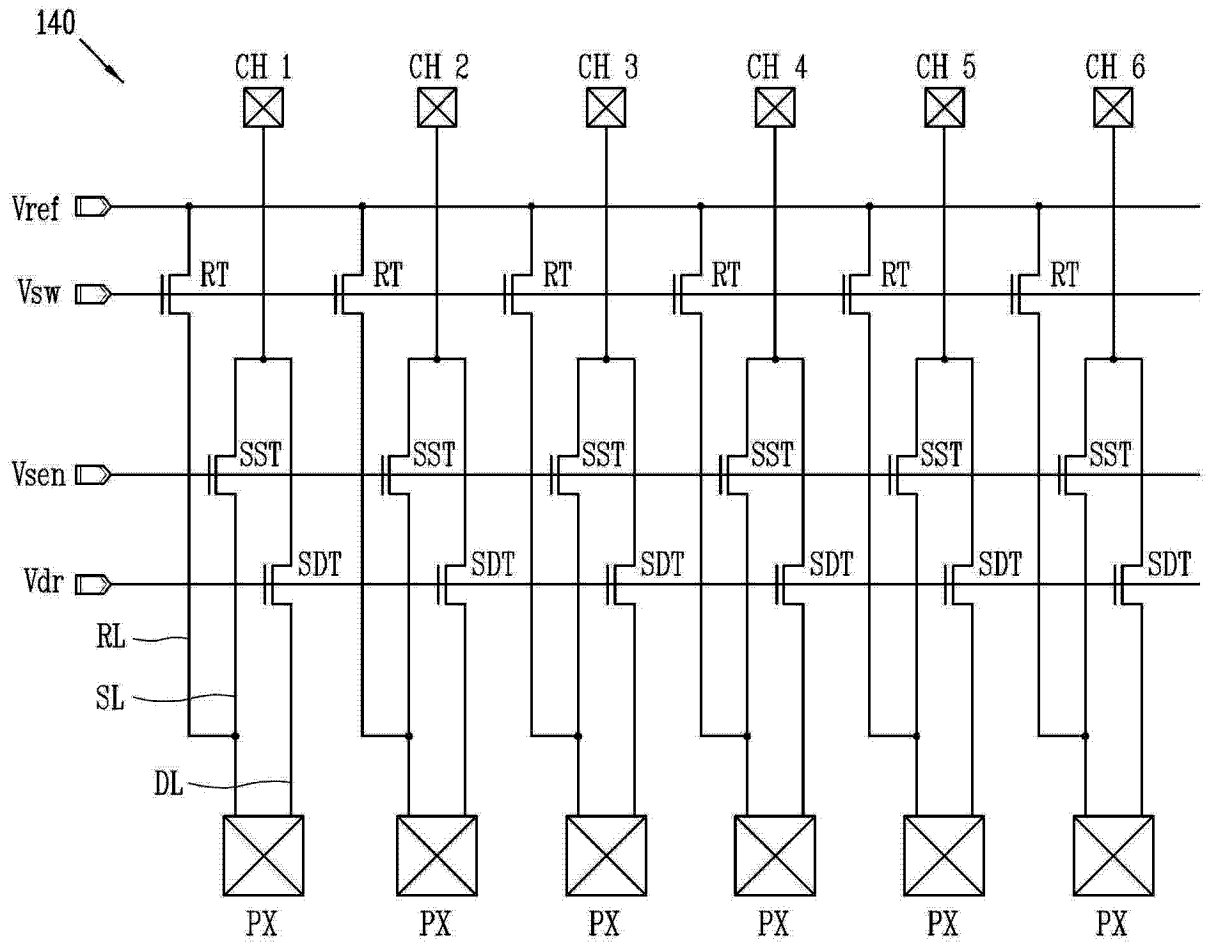 140
CH 1 CH 2 CH 3 CH 4 CH 5 CH 6
Vref
RT RT RT RT RT RT
Vsw
SST SST SST SST SST SST
Vsen
SDT SDT SDT SDT SDT SDT
Vdr
RL
SL
DL
PX PX PX PX PX PX